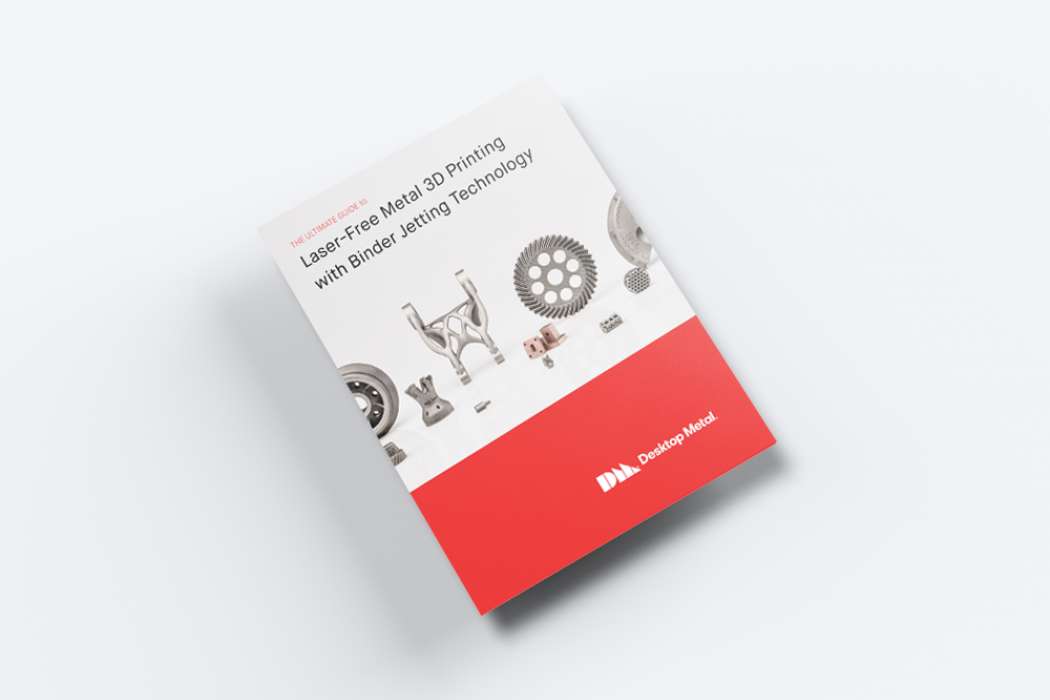 THE ULTIMATE GUIDE to
Laser-Free Metal 3D Printing
with Binder Jetting Technology
DM Desktop Metal.